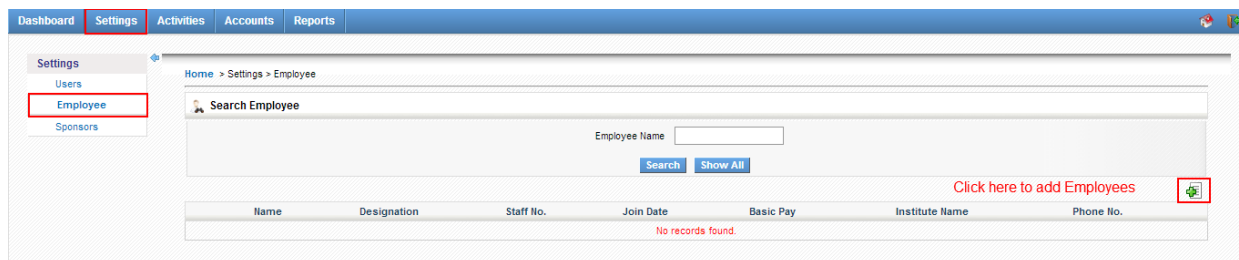 Dashboard Settings Activities Accounts Reports
Settings
Users
Employee
Sponsors
Home > Settings > Employee
Search Employee
Employee Name
Search Show All
Click here to add Employees
Name Designation Staff No. Join Date Basic Pay Institute Name Phone No.
No records found.